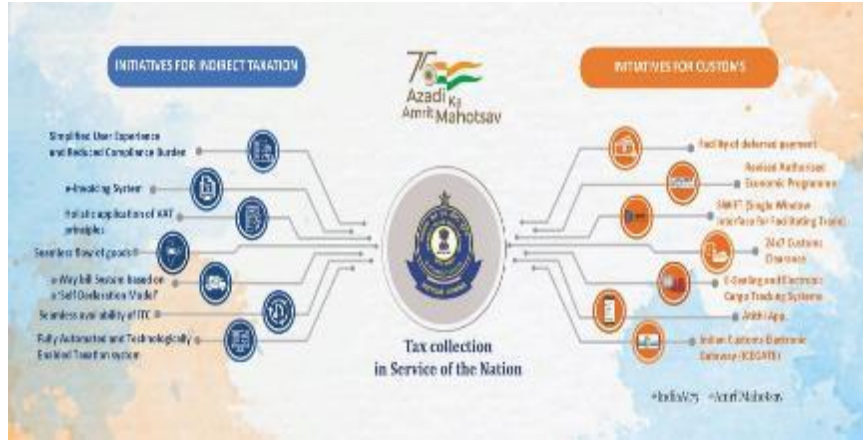 INITIATIVES FOR INDIRECT TAXATION
Simplified User Experience
and Reduced Compliance Burden
e-Invoicing System
Holistic application of VAT
principles
Seamless flow of goods
e-Way bill System based on
a 'Self Declaration Model'
Seamless availability of ITC
Fully Automated and Technologically
Enabled Taxation system
75
Azadi Ka
Amrit Mahotsav
Tax collection
in Service of the Nation
INITIATIVES FOR CUSTOMS
Facility of deferred payment
Revised Authorised
Economic Programme
SWIFT (Single Window
Interface for Facilitating Trade)
24x7 Customs
Clearance
E-Sealing and Electronic
Cargo Tracking Systems
Atithi App.
Indian Customs Electronic
Gateway (ICEGATE)
#IndiaAt75 #AmritMahotsav